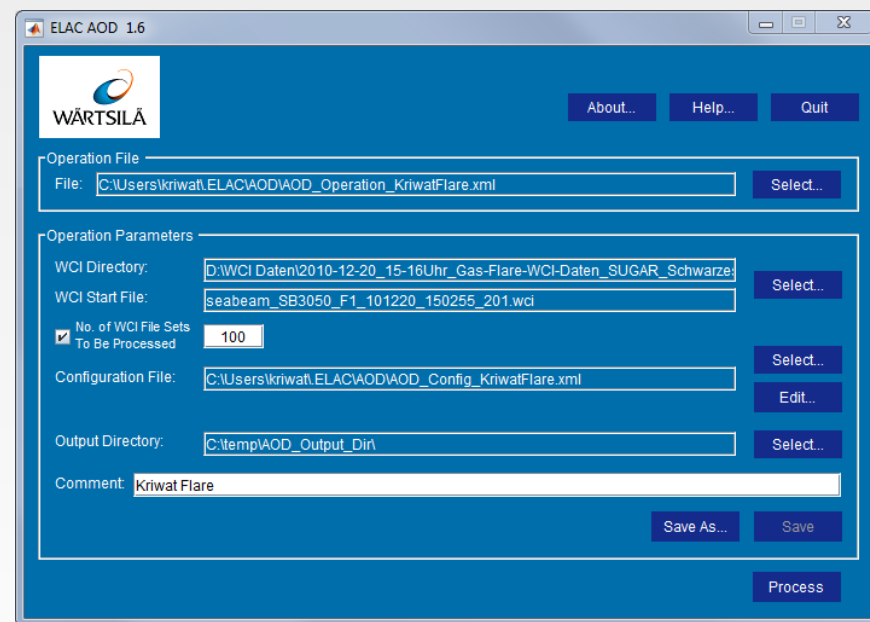 ELAC AOD 1.6
WÄRTSILÄ
About... Help... Quit
Operation File
File: C:\Users\kriwat\.ELAC\AOD\AOD_Operation_KriwatFlare.xml Select...
Operation Parameters
WCI Directory: D:\WCI Daten\2010-12-20_15-16Uhr_Gas-Flare-WCI-Daten_SUGAR_Schwarze
Select...
WCI Start File: seabeam_SB3050_F1_101220_150255_201.wci
No. of WCI File Sets
To Be Processed 100
Select...
Configuration File: C:\Users\kriwat\.ELAC\AOD\AOD_Config_KriwatFlare.xml
Edit...
Output Directory: C:\temp\AOD_Output_Dir\ Select...
Comment: Kriwat Flare
Save As... Save
Process